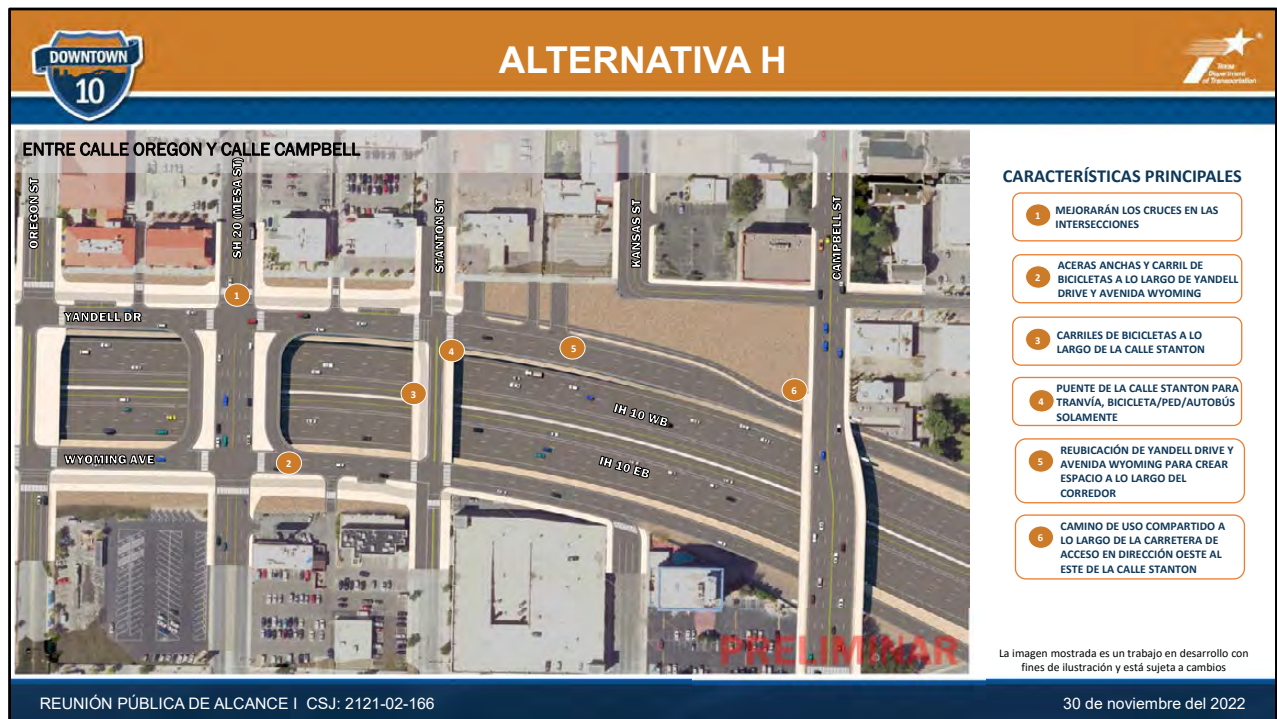 DOWNTOWN
10
ALTERNATIVA H
Texas
Department
of Transportation
ENTRE CALLE OREGON Y CALLE CAMPBELL
OREGON ST
SH 20 (MESA ST)
STANTON ST
KANSAS ST
CAMPBELL ST
YANDELL DR
WYOMING AVE
IH 10 WB
IH 10 EB
1
2
3
4
5
6
PRELIMINAR
CARACTERÍSTICAS PRINCIPALES
1 MEJORARÁN LOS CRUCES EN LAS
INTERSECCIONES
2 ACERAS ANCHAS Y CARRIL DE
BICICLETAS A LO LARGO DE YANDELL
DRIVE Y AVENIDA WYOMING
3 CARRILES DE BICICLETAS A LO
LARGO DE LA CALLE STANTON
4 PUENTE DE LA CALLE STANTON PARA
TRANVÍA, BICICLETA/PED/AUTOBÚS
SOLAMENTE
5 REUBICACIÓN DE YANDELL DRIVE Y
AVENIDA WYOMING PARA CREAR
ESPACIO A LO LARGO DEL
CORREDOR
6 CAMINO DE USO COMPARTIDO A
LO LARGO DE LA CARRETERA DE
ACCESO EN DIRECCIÓN OESTE AL
ESTE DE LA CALLE STANTON
La imagen mostrada es un trabajo en desarrollo con
fines de ilustración y está sujeta a cambios
REUNIÓN PÚBLICA DE ALCANCE I CSJ: 2121-02-166
30 de noviembre del 2022